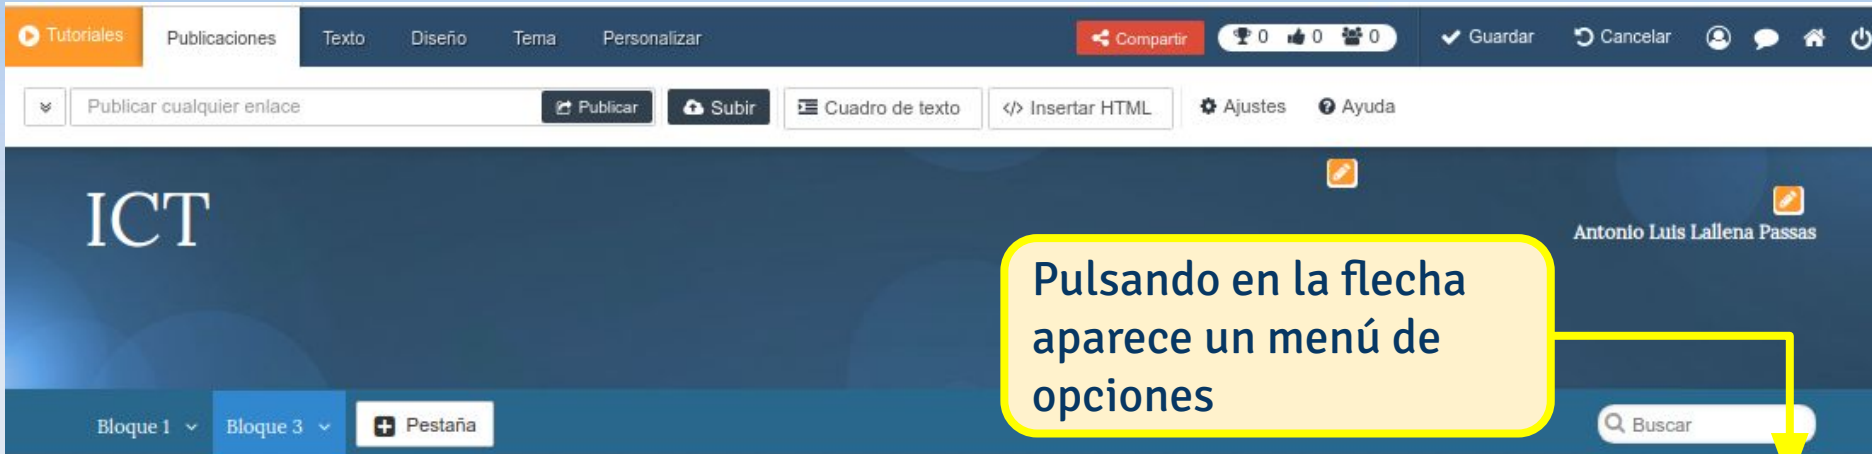 Tutoriales Publicaciones Texto Diseño Tema Personalizar Compartir 0 0 0 Guardar Cancelar
Publicar cualquier enlace Publicar Subir Cuadro de texto </> Insertar HTML Ajustes Ayuda
ICT
Antonio Luis Lallena Passas
Pulsando en la flecha
aparece un menú de
opciones
Bloque 1 Bloque 3 Pestaña Buscar